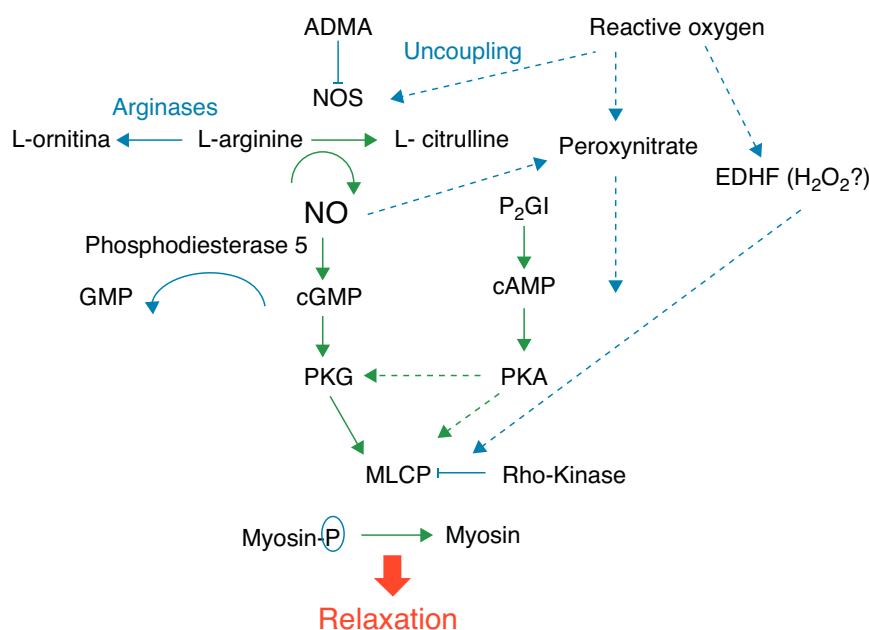 ADMA
Reactive oxygen
Uncoupling
NOS
Arginases
L-ornitina
L-arginine
L- citrulline
Peroxynitrate
EDHF (H₂O₂?)
NO
P₂GI
Phosphodiesterase 5
GMP
cGMP
cAMP
PKG
PKA
MLCP
Rho-Kinase
Myosin-P
Myosin
Relaxation